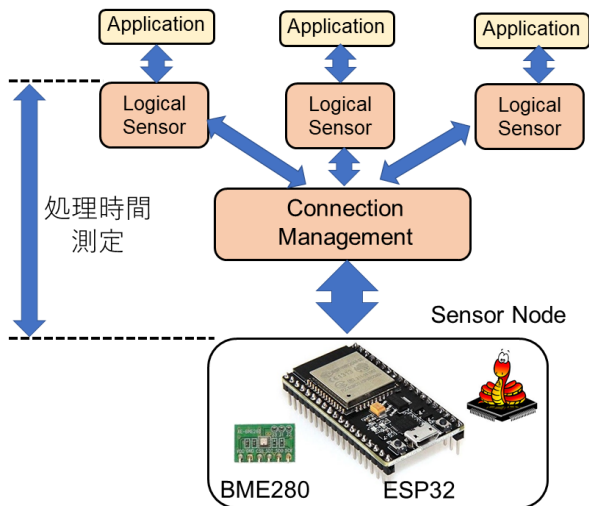 Application
Application
Application
Logical
Sensor
Logical
Sensor
Logical
Sensor
処理時間
測定
Connection
Management
Sensor Node
BME280
ESP32